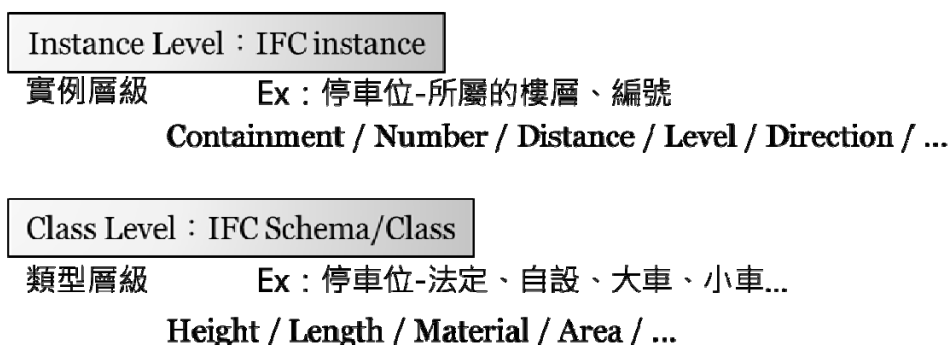 Instance Level：IFC instance
實例層級 Ex：停車位-所屬的樓層、編號
Containment / Number / Distance / Level / Direction / ...
Class Level：IFC Schema/Class
類型層級 Ex：停車位-法定、自設、大車、小車...
Height / Length / Material / Area / ...